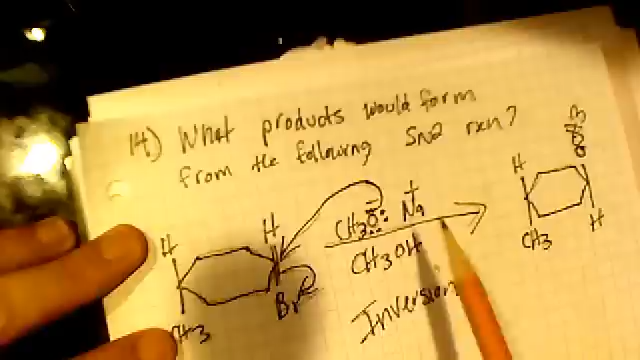 14) What products would form
from the following Sn2 rxn?
H
H
CH3O: Na+
CH3OH
Br
CH3
Inversion
H
OCH3
CH3
H